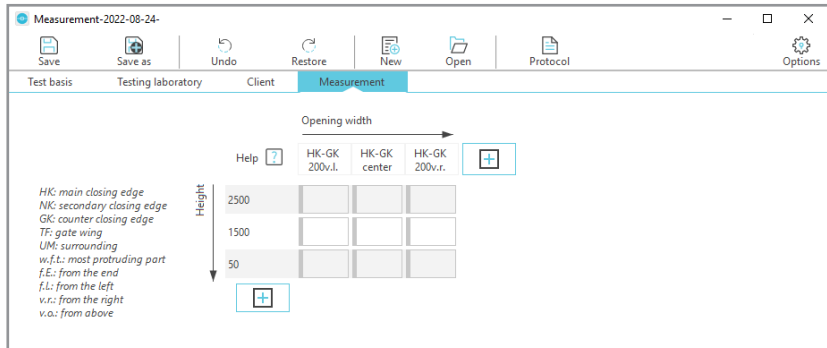 Measurement-2022-08-24-
Save Save as Undo Restore New Open Protocol Options
Test basis Testing laboratory Client Measurement
Opening width
Help ? HK-GK 200v.l. HK-GK center HK-GK 200v.r.
Height
2500
1500
50
HK: main closing edge
NK: secondary closing edge
GK: counter closing edge
TF: gate wing
UM: surrounding
w.f.t.: most protruding part
f.E.: from the end
f.l.: from the left
v.r.: from the right
v.o.: from above